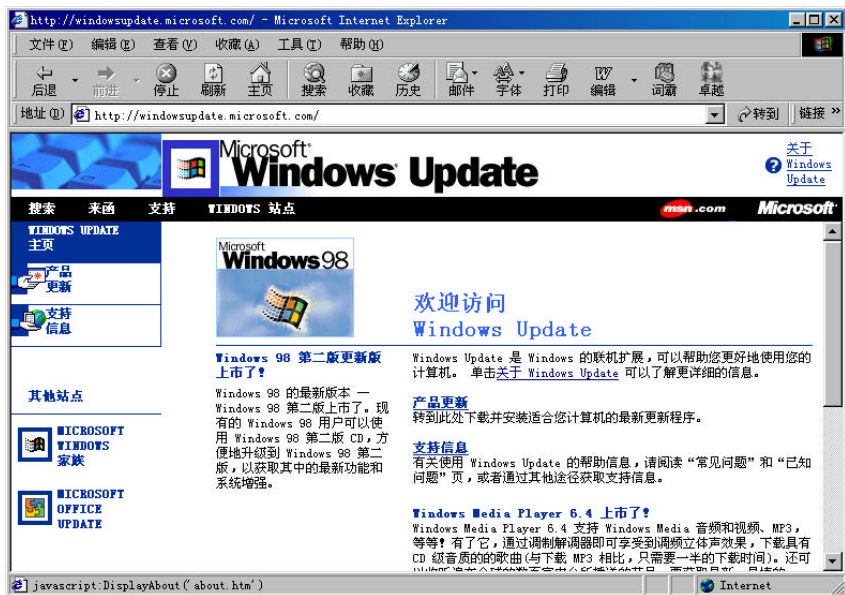 http://windowsupdate.microsoft.com/ - Microsoft Internet Explorer
文件(F) 编辑(E) 查看(V) 收藏(A) 工具(T) 帮助(H)
后退 前进 停止 刷新 主页 搜索 收藏 历史 邮件 字体 打印 编辑 词霸 卓越
地址(D) http://windowsupdate.microsoft.com/ 转到 链接 »
Microsoft
Windows Update
关于
Windows
Update
搜索 来函 支持 WINDOWS 站点 msn.com Microsoft
WINDOWS UPDATE
主页
产品
更新
支持
信息
其他站点
MICROSOFT
WINDOWS
家族
MICROSOFT
OFFICE
UPDATE
Microsoft
Windows 98
Windows 98 第二版更新版
上市了!
Windows 98 的最新版本 —
Windows 98 第二版上市了。现
有的 Windows 98 用户可以使
用 Windows 98 第二版 CD,方
便地升级到 Windows 98 第二
版,以获取其中的最新功能和
系统增强。
欢迎访问
Windows Update
Windows Update 是 Windows 的联机扩展,可以帮助您更好地使用您的
计算机。 单击关于 Windows Update 可以了解更详细的信息。
产品更新
转到此处下载并安装适合您计算机的最新更新程序。
支持信息
有关使用 Windows Update 的帮助信息,请阅读“常见问题”和“已知
问题”页,或者通过其他途径获取支持信息。
Windows Media Player 6.4 上市了!
Windows Media Player 6.4 支持 Windows Media 音频和视频、MP3,
等等! 有了它,通过调制解调器即可享受到调频立体声效果,下载具有
CD 级音质的的歌曲(与下载 MP3 相比,只需要一半的下载时间)。还可
javascript:DisplayAbout('about.htm') Internet